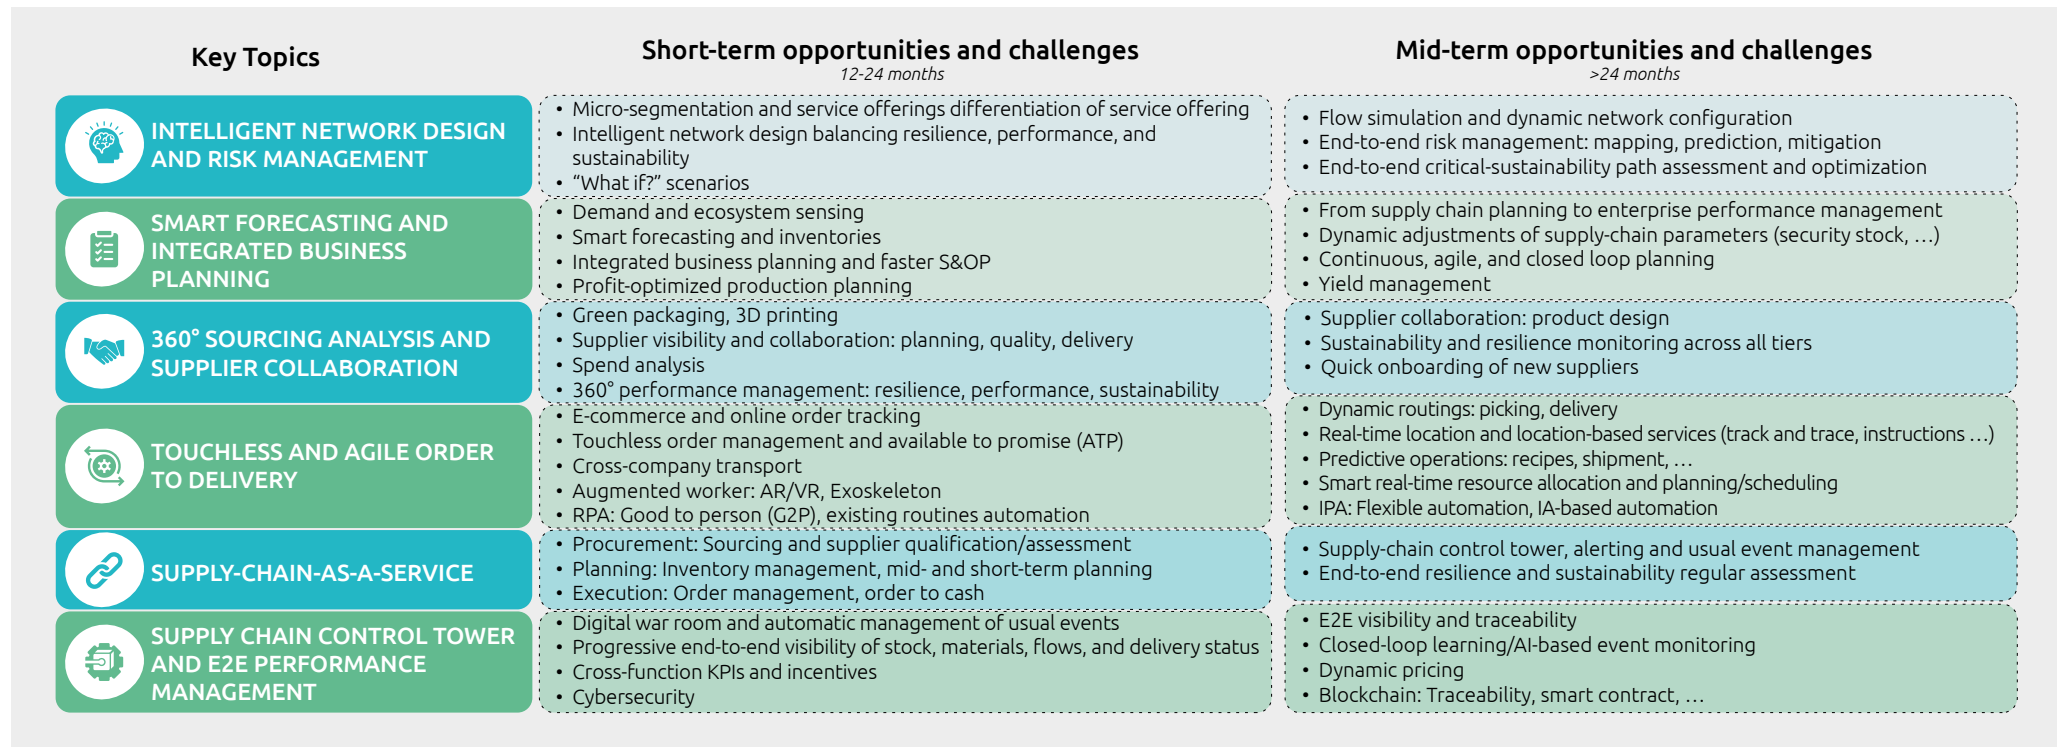 Key Topics
Short-term opportunities and challenges
12-24 months
Mid-term opportunities and challenges
>24 months
INTELLIGENT NETWORK DESIGN
AND RISK MANAGEMENT
• Micro-segmentation and service offerings differentiation of service offering
• Intelligent network design balancing resilience, performance, and
sustainability
• “What if?” scenarios
• Flow simulation and dynamic network configuration
• End-to-end risk management: mapping, prediction, mitigation
• End-to-end critical-sustainability path assessment and optimization
SMART FORECASTING AND
INTEGRATED BUSINESS
PLANNING
• Demand and ecosystem sensing
• Smart forecasting and inventories
• Integrated business planning and faster S&OP
• Profit-optimized production planning
• From supply chain planning to enterprise performance management
• Dynamic adjustments of supply-chain parameters (security stock, …)
• Continuous, agile, and closed loop planning
• Yield management
360° SOURCING ANALYSIS AND
SUPPLIER COLLABORATION
• Green packaging, 3D printing
• Supplier visibility and collaboration: planning, quality, delivery
• Spend analysis
• 360° performance management: resilience, performance, sustainability
• Supplier collaboration: product design
• Sustainability and resilience monitoring across all tiers
• Quick onboarding of new suppliers
TOUCHLESS AND AGILE ORDER
TO DELIVERY
• E-commerce and online order tracking
• Touchless order management and available to promise (ATP)
• Cross-company transport
• Augmented worker: AR/VR, Exoskeleton
• RPA: Good to person (G2P), existing routines automation
• Dynamic routings: picking, delivery
• Real-time location and location-based services (track and trace, instructions …)
• Predictive operations: recipes, shipment, …
• Smart real-time resource allocation and planning/scheduling
• IPA: Flexible automation, IA-based automation
SUPPLY-CHAIN-AS-A-SERVICE
• Procurement: Sourcing and supplier qualification/assessment
• Planning: Inventory management, mid- and short-term planning
• Execution: Order management, order to cash
• Supply-chain control tower, alerting and usual event management
• End-to-end resilience and sustainability regular assessment
SUPPLY CHAIN CONTROL TOWER
AND E2E PERFORMANCE
MANAGEMENT
• Digital war room and automatic management of usual events
• Progressive end-to-end visibility of stock, materials, flows, and delivery status
• Cross-function KPIs and incentives
• Cybersecurity
• E2E visibility and traceability
• Closed-loop learning/AI-based event monitoring
• Dynamic pricing
• Blockchain: Traceability, smart contract, …